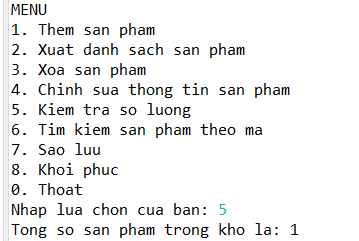 MENU
1. Them san pham
2. Xuat danh sach san pham
3. Xoa san pham
4. Chinh sua thong tin san pham
5. Kiem tra so luong
6. Tim kiem san pham theo ma
7. Sao luu
8. Khoi phuc
0. Thoat
Nhap lua chon cua ban: 5
Tong so san pham trong kho la: 1